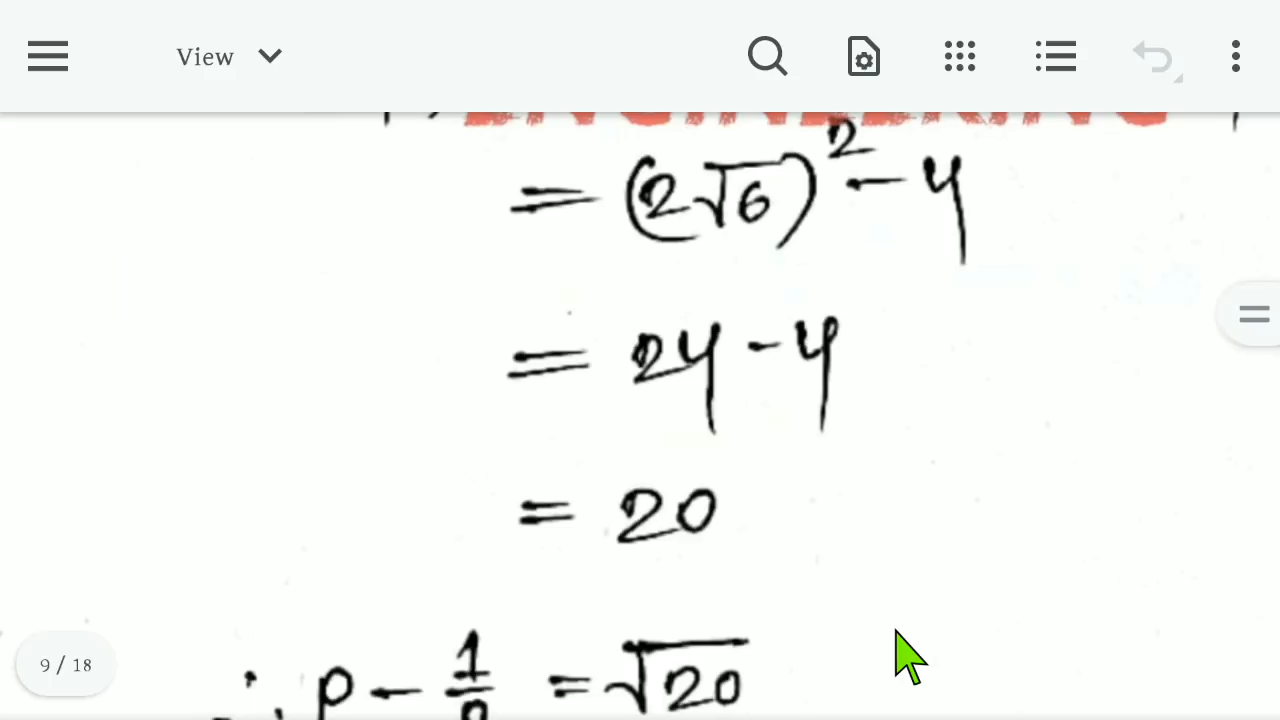 View
= (2√6)² - 4
= 24 - 4
= 20
9 / 18
∴ p - 1/p = √20